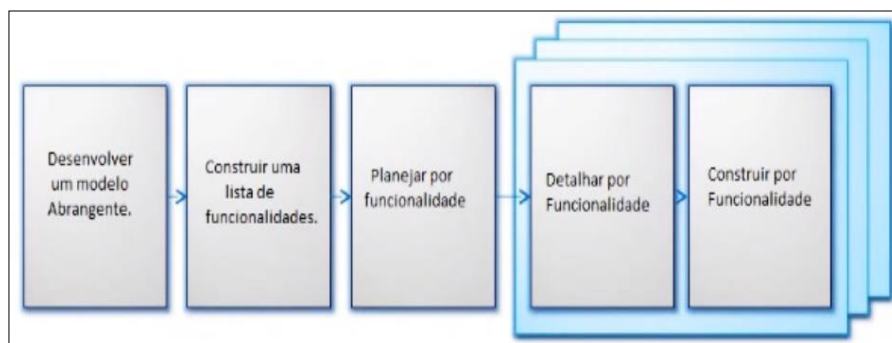 Desenvolver
um modelo
Abrangente.
Construir uma
lista de
funcionalidades.
Planejar por
funcionalidade
Detalhar por
Funcionalidade
Construir por
Funcionalidade